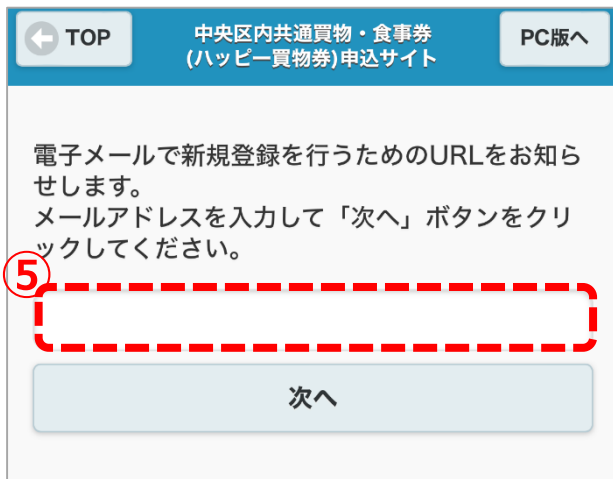 TOP
中央区内共通買物・食事券
(ハッピー買物券)申込サイト
PC版へ
電子メールで新規登録を行うためのURLをお知ら
せします。
メールアドレスを入力して「次へ」ボタンをクリ
ックしてください。
⑤
次へ